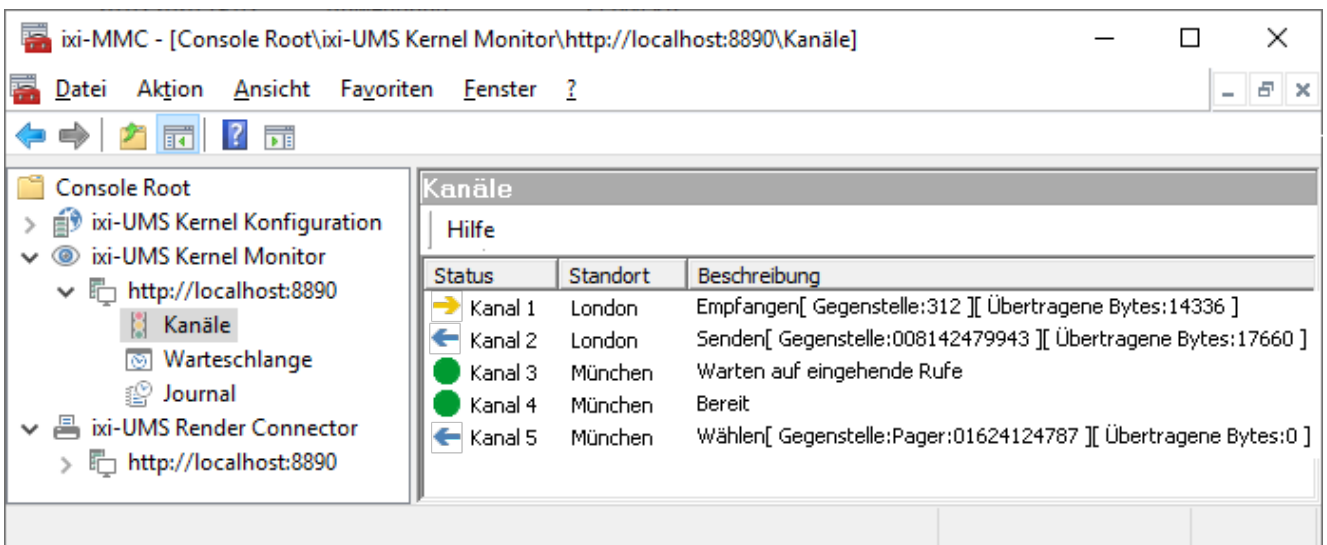 ixi-MMC - [Console Root\ixi-UMS Kernel Monitor\http://localhost:8890\Kanäle]
Datei Aktion Ansicht Favoriten Fenster ?
Console Root
ixi-UMS Kernel Konfiguration
ixi-UMS Kernel Monitor
http://localhost:8890
Kanäle
Warteschlange
Journal
ixi-UMS Render Connector
http://localhost:8890
Kanäle
Hilfe
Status Standort Beschreibung
Kanal 1 London Empfangen[ Gegenstelle:312 ][ Übertragene Bytes:14336 ]
Kanal 2 London Senden[ Gegenstelle:008142479943 ][ Übertragene Bytes:17660 ]
Kanal 3 München Warten auf eingehende Rufe
Kanal 4 München Bereit
Kanal 5 München Wählen[ Gegenstelle:Pager:01624124787 ][ Übertragene Bytes:0 ]